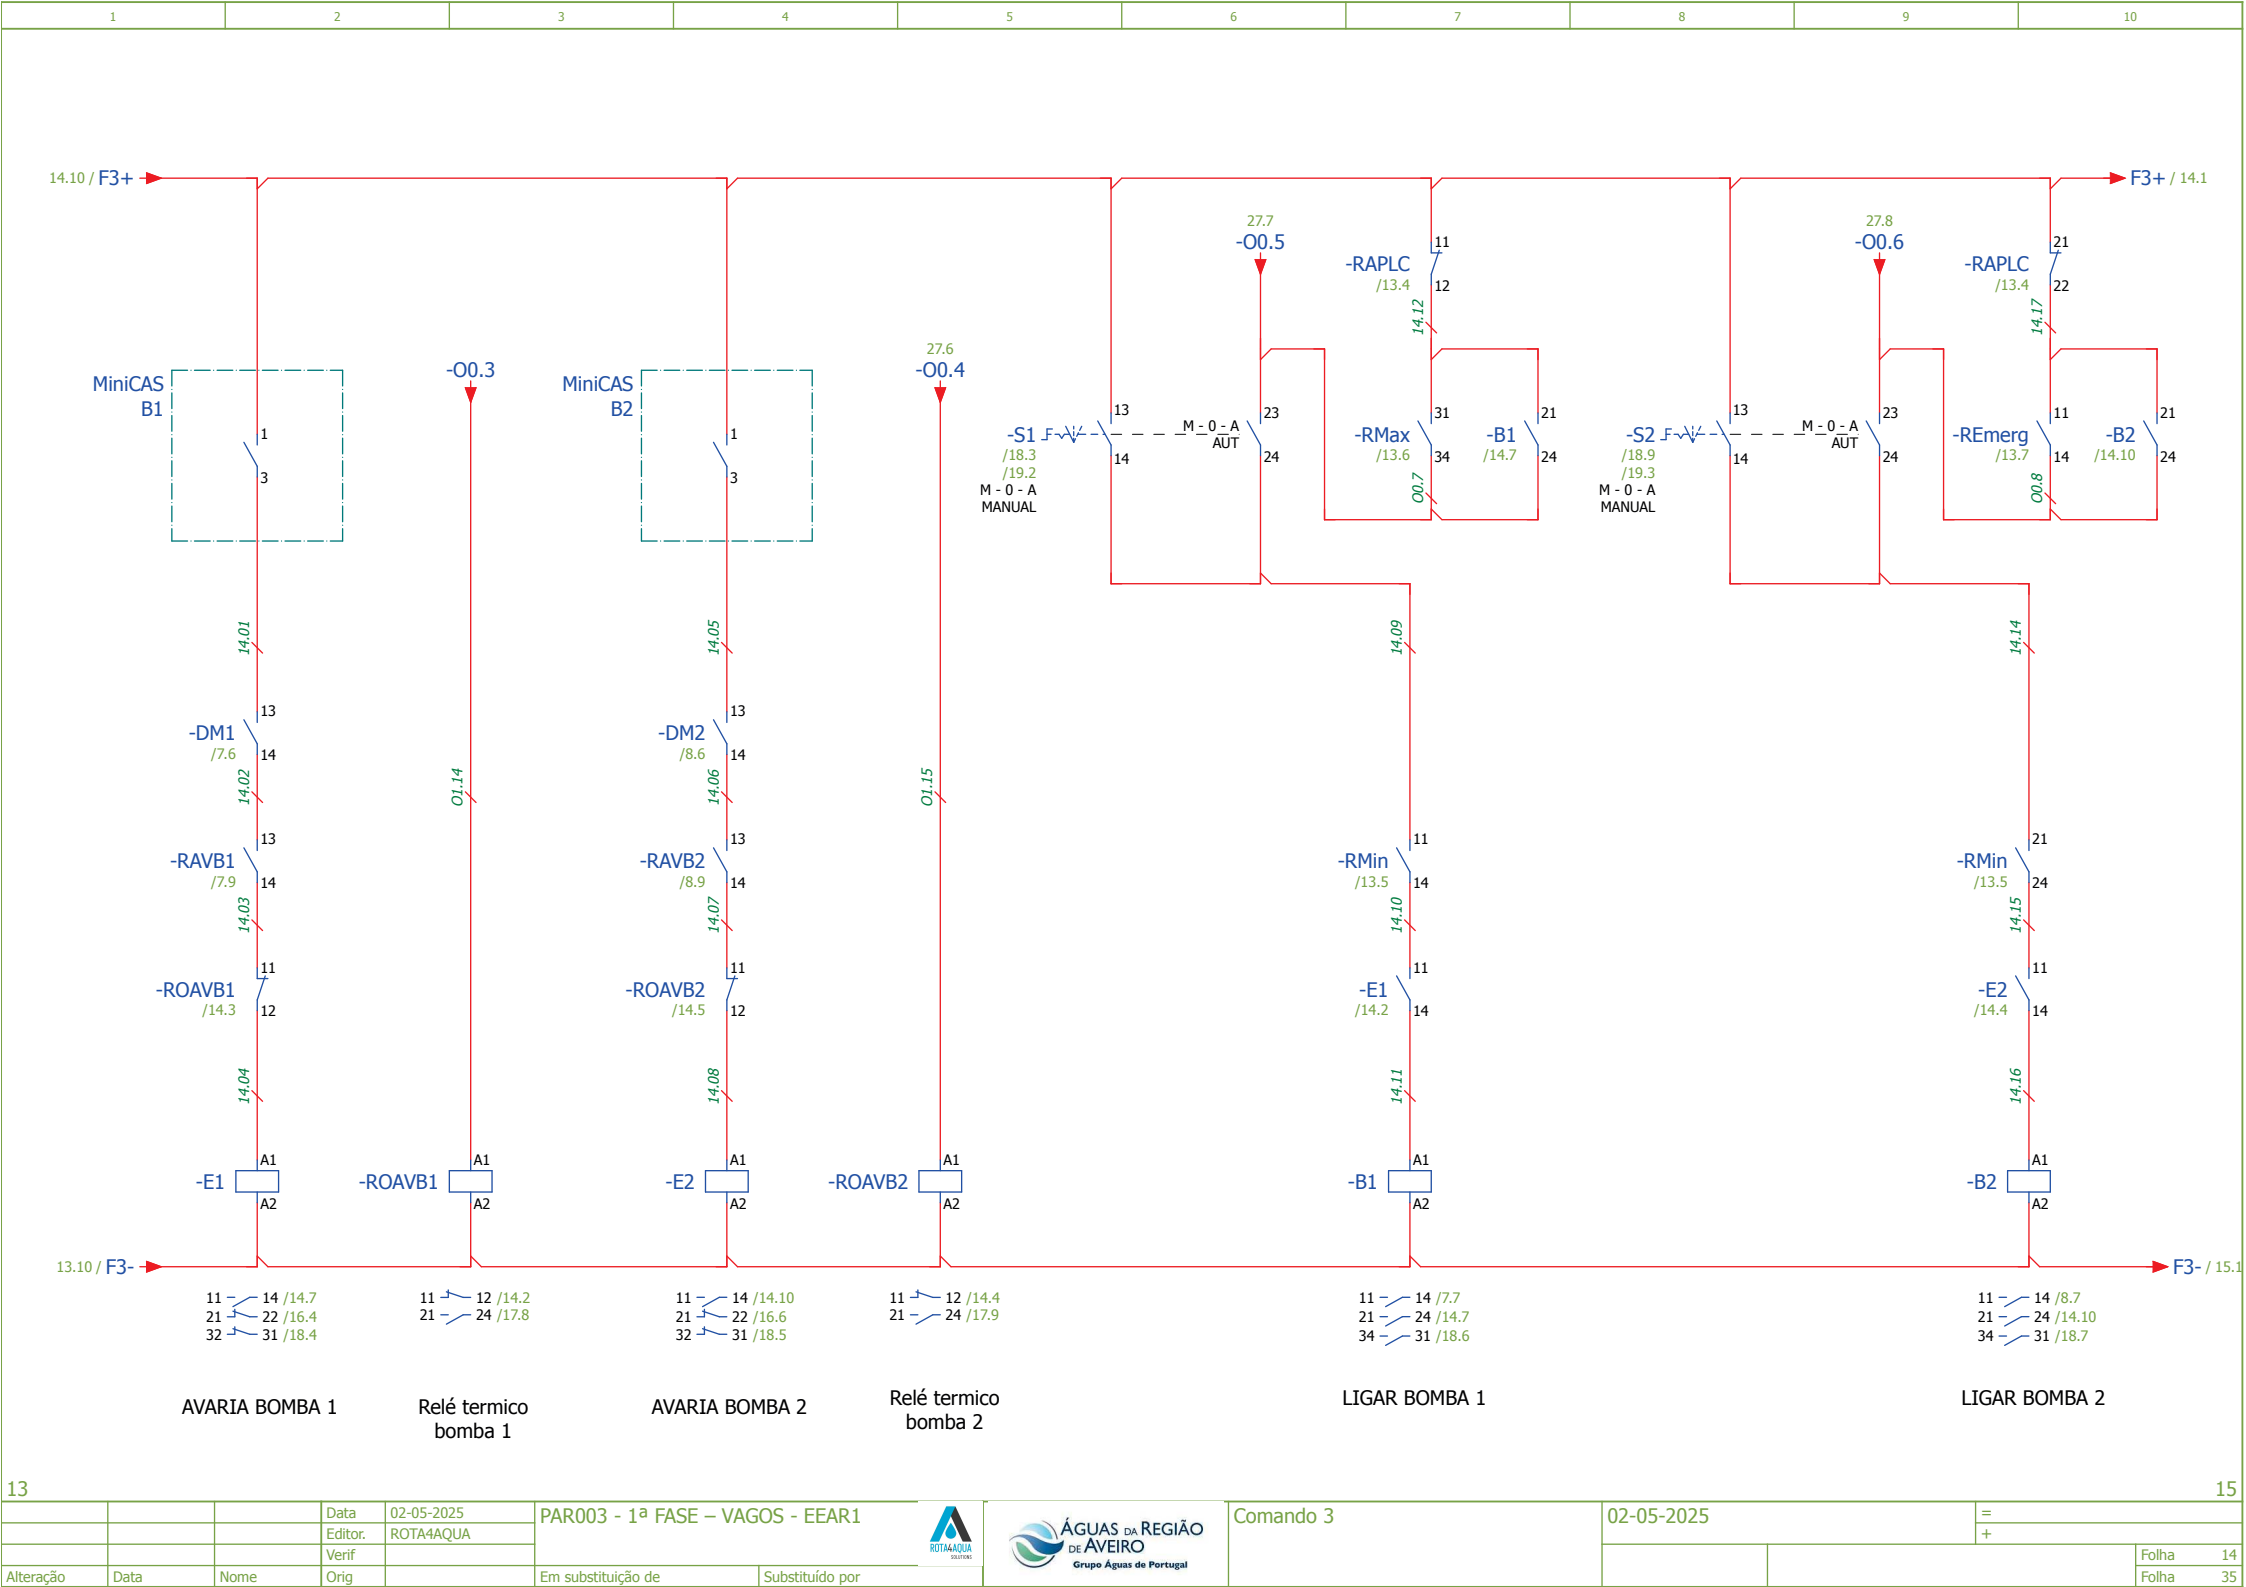 1 2 3 4 5 6 7 8 9 10
14.10 / F3+
F3+ / 14.1
27.7
-O0.5
11
-RAPLC
/13.4
12
14.12
27.8
-O0.6
21
-RAPLC
/13.4
22
14.17
MiniCAS
B1
1
3
-O0.3
MiniCAS
B2
1
3
27.6
-O0.4
13
-S1
/18.3
/19.2
M - 0 - A
MANUAL
14
M - 0 - A
AUT
23
24
31
-RMax
/13.6
34
O0.7
21
-B1
/14.7
24
13
-S2
/18.9
/19.3
M - 0 - A
MANUAL
14
M - 0 - A
AUT
23
24
11
-REmerg
/13.7
14
O0.8
21
-B2
/14.10
24
14.01
14.05
14.09
14.14
13
-DM1
/7.6
14
14.02
O1.14
13
-DM2
/8.6
14
14.06
O1.15
13
-RAVB1
/7.9
14
14.03
13
-RAVB2
/8.9
14
14.07
11
-RMin
/13.5
14
14.10
21
-RMin
/13.5
24
14.15
11
-ROAVB1
/14.3
12
14.04
11
-ROAVB2
/14.5
12
14.08
11
-E1
/14.2
14
14.11
11
-E2
/14.4
14
14.16
A1
-E1
A2
A1
-ROAVB1
A2
A1
-E2
A2
A1
-ROAVB2
A2
A1
-B1
A2
A1
-B2
A2
13.10 / F3-
F3- / 15.1
11 14 /14.7
21 22 /16.4
32 31 /18.4
11 12 /14.2
21 24 /17.8
11 14 /14.10
21 22 /16.6
32 31 /18.5
11 12 /14.4
21 24 /17.9
11 14 /7.7
21 24 /14.7
34 31 /18.6
11 14 /8.7
21 24 /14.10
34 31 /18.7
AVARIA BOMBA 1
Relé termico
bomba 1
AVARIA BOMBA 2
Relé termico
bomba 2
LIGAR BOMBA 1
LIGAR BOMBA 2
13
15
Data 02-05-2025
Editor. ROTA4AQUA
Verif
Alteração Data Nome Orig
PAR003 - 1ª FASE – VAGOS - EEAR1
Em substituição de
Substituído por
ROTA4AQUA
SOLUTIONS
ÁGUAS DA REGIÃO
DE AVEIRO
Grupo Águas de Portugal
Comando 3
02-05-2025
=
+
Folha 14
Folha 35